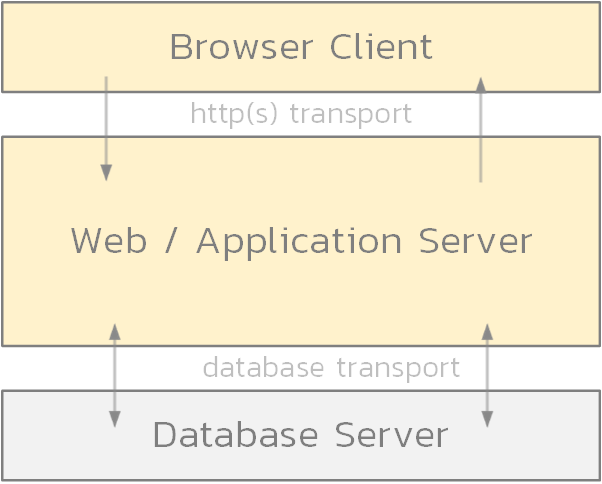 Browser Client
http(s) transport
Web / Application Server
database transport
Database Server